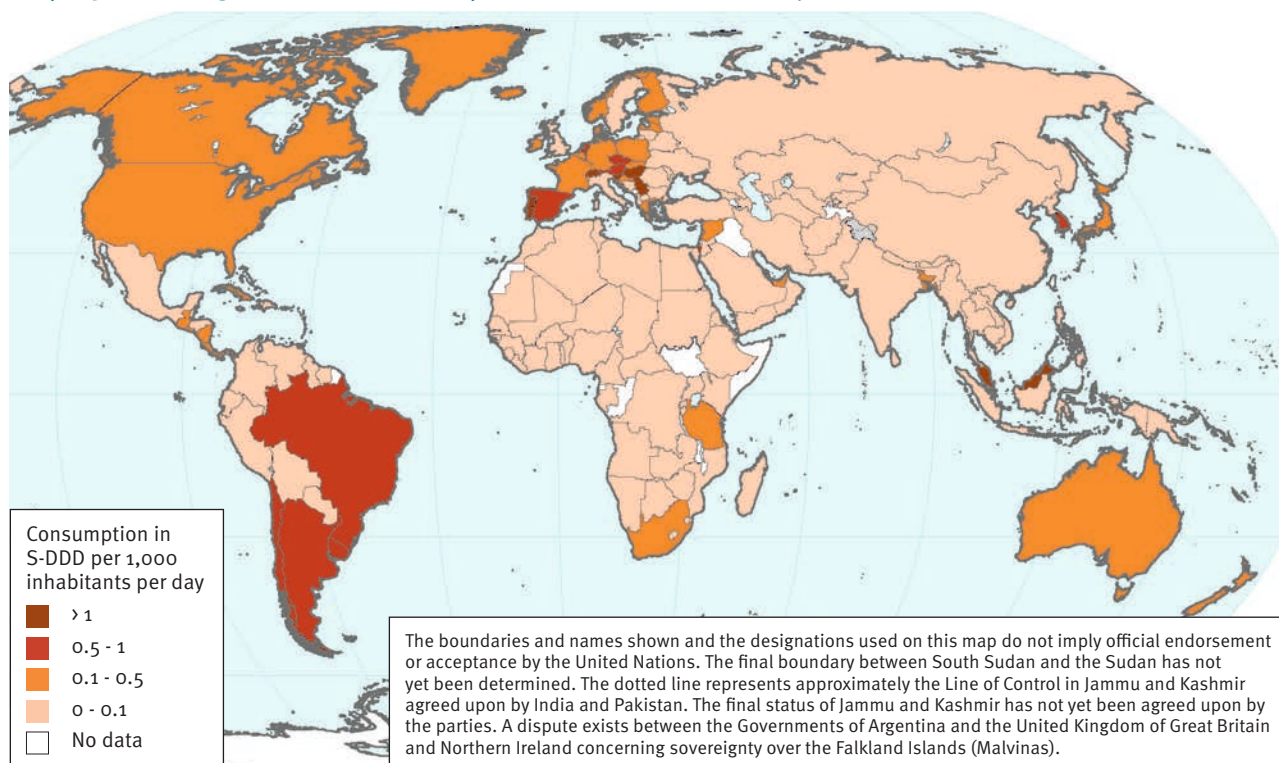 Consumption in
S-DDD per 1,000
inhabitants per day
> 1
0.5 - 1
0.1 - 0.5
0 - 0.1
No data
The boundaries and names shown and the designations used on this map do not imply official endorsement
or acceptance by the United Nations. The final boundary between South Sudan and the Sudan has not
yet been determined. The dotted line represents approximately the Line of Control in Jammu and Kashmir
agreed upon by India and Pakistan. The final status of Jammu and Kashmir has not yet been agreed upon by
the parties. A dispute exists between the Governments of Argentina and the United Kingdom of Great Britain
and Northern Ireland concerning sovereignty over the Falkland Islands (Malvinas).